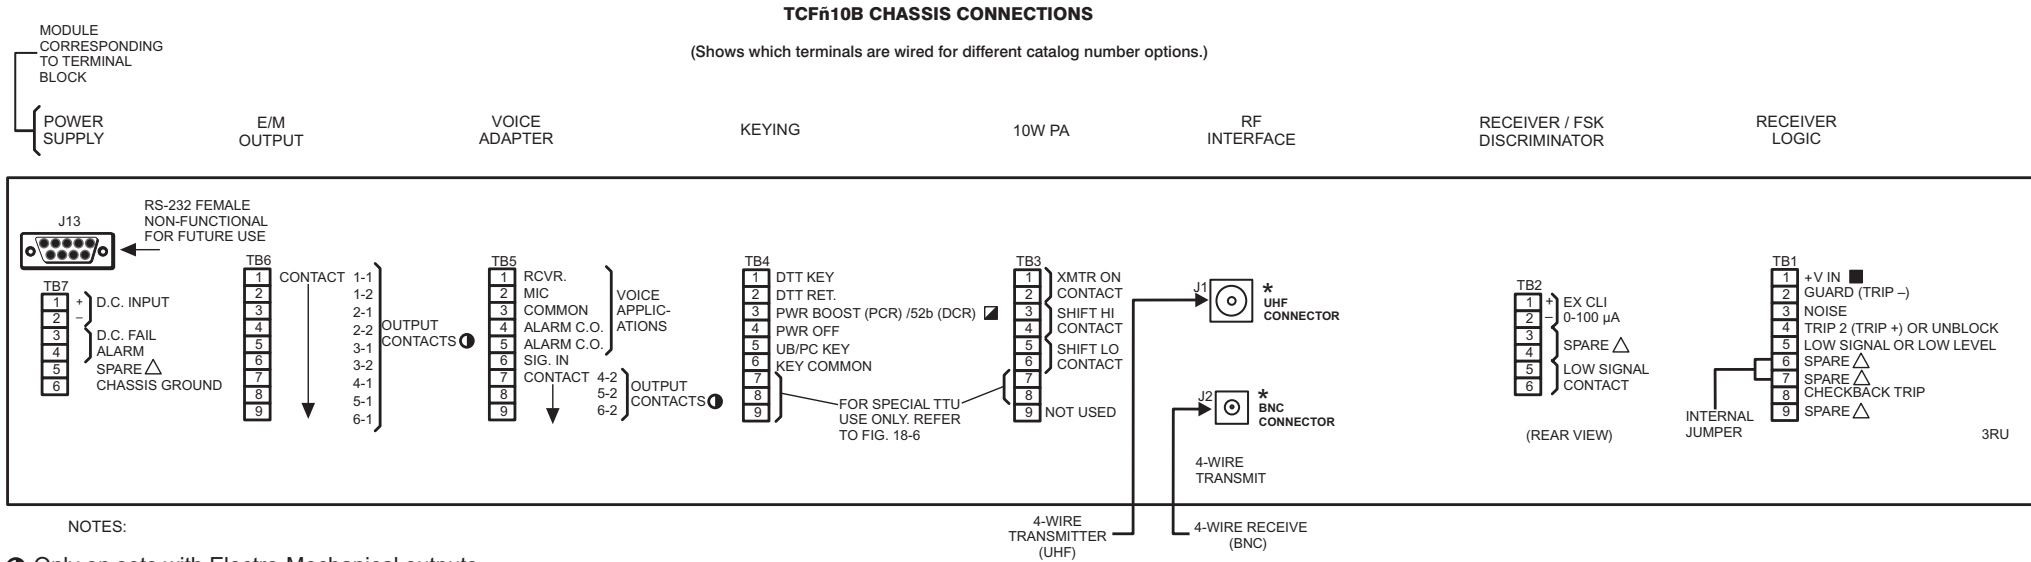 TCFñ10B CHASSIS CONNECTIONS
(Shows which terminals are wired for different catalog number options.)
MODULE
CORRESPONDING
TO TERMINAL
BLOCK
POWER
SUPPLY
E/M
OUTPUT
VOICE
ADAPTER
KEYING
10W PA
RF
INTERFACE
RECEIVER / FSK
DISCRIMINATOR
RECEIVER
LOGIC
J13
RS-232 FEMALE
NON-FUNCTIONAL
FOR FUTURE USE
TB7
1 + D.C. INPUT
2 –
3 D.C. FAIL
4 ALARM
5 SPARE △
6 CHASSIS GROUND
TB6
1 CONTACT 1-1
2 1-2
3 2-1
4 2-2
5 3-1
6 3-2
7 4-1
8 5-1
9 6-1
OUTPUT
CONTACTS ◑
TB5
1 RCVR.
2 MIC
3 COMMON
4 ALARM C.O.
5 ALARM C.O.
6 SIG. IN
7 CONTACT 4-2
8 5-2
9 6-2
VOICE
APPLIC-
ATIONS
OUTPUT
CONTACTS ◑
TB4
1 DTT KEY
2 DTT RET.
3 PWR BOOST (PCR) /52b (DCR) ◪
4 PWR OFF
5 UB/PC KEY
6 KEY COMMON
7
8
9
FOR SPECIAL TTU
USE ONLY. REFER
TO FIG. 18-6
TB3
1 XMTR ON
2 CONTACT
3 SHIFT HI
4 CONTACT
5 SHIFT LO
6 CONTACT
7
8
9 NOT USED
J1
*
UHF
CONNECTOR
J2
*
BNC
CONNECTOR
4-WIRE
TRANSMIT
4-WIRE
TRANSMITTER
(UHF)
4-WIRE RECEIVE
(BNC)
TB2
1 + EX CLI
2 – 0-100 µA
3 SPARE △
4
5 LOW SIGNAL
6 CONTACT
(REAR VIEW)
TB1
1 +V IN ■
2 GUARD (TRIP –)
3 NOISE
4 TRIP 2 (TRIP +) OR UNBLOCK
5 LOW SIGNAL OR LOW LEVEL
6 SPARE △
7 SPARE △
8 CHECKBACK TRIP
9 SPARE △
INTERNAL
JUMPER
3RU
NOTES:
◑ Only on sets with Electro-Mechanical outputs